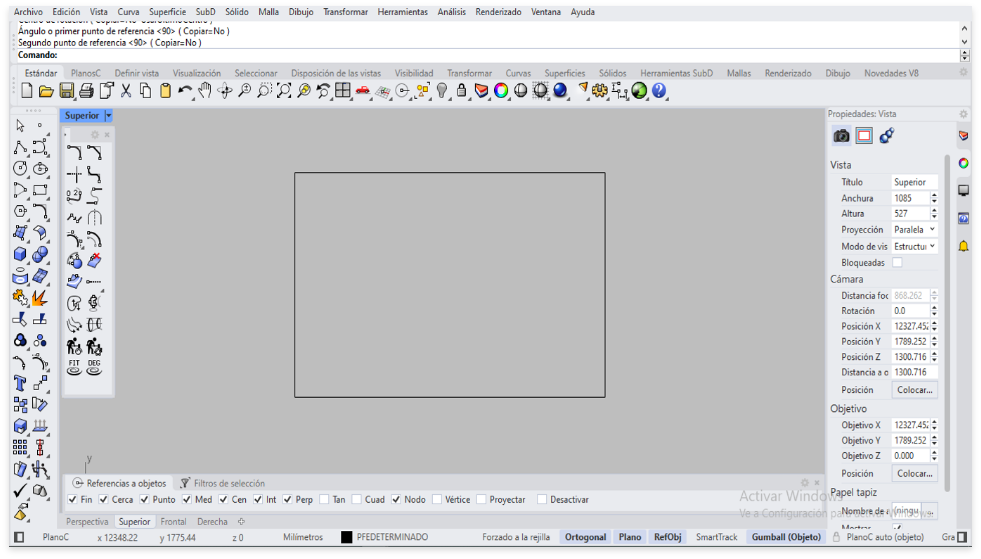 Archivo Edición Vista Curva Superficie SubD Sólido Malla Dibujo Transformar Herramientas Análisis Renderizado Ventana Ayuda
Ángulo o primer punto de referencia <90> ( Copiar=No )
Segundo punto de referencia <90> ( Copiar=No )
Comando:
Estándar PlanosC Definir vista Visualización Seleccionar Disposición de las vistas Visibilidad Transformar Curvas Superficies Sólidos Herramientas SubD Mallas Renderizado Dibujo Novedades V8
Superior
Propiedades: Vista
Vista
Título Superior
Anchura 1085
Altura 527
Proyección Paralela
Modo de vis Estructu
Bloqueadas
Cámara
Distancia foc 868.262
Rotación 0.0
Posición X 12327.45
Posición Y 1789.252
Posición Z 1300.716
Distancia a o 1300.716
Posición Colocar...
Objetivo
Objetivo X 12327.45
Objetivo Y 1789.252
Objetivo Z 0.000
Posición Colocar...
Papel tapiz
Nombre de a (ningu ...
Mostrar
FIT DEG
y
Referencias a objetos Filtros de selección
Fin Cerca Punto Med Cen Int Perp Tan Cuad Nodo Vértice Proyectar Desactivar
Activar Windows
Ve a Configuración para activar Windows.
Perspectiva Superior Frontal Derecha
PlanoC x 12348.22 y 1775.44 z 0 Milímetros PREDETERMINADO Forzado a la rejilla Ortogonal Plano RefObj SmartTrack Gumball (Objeto) PlanoC auto (objeto) Gra